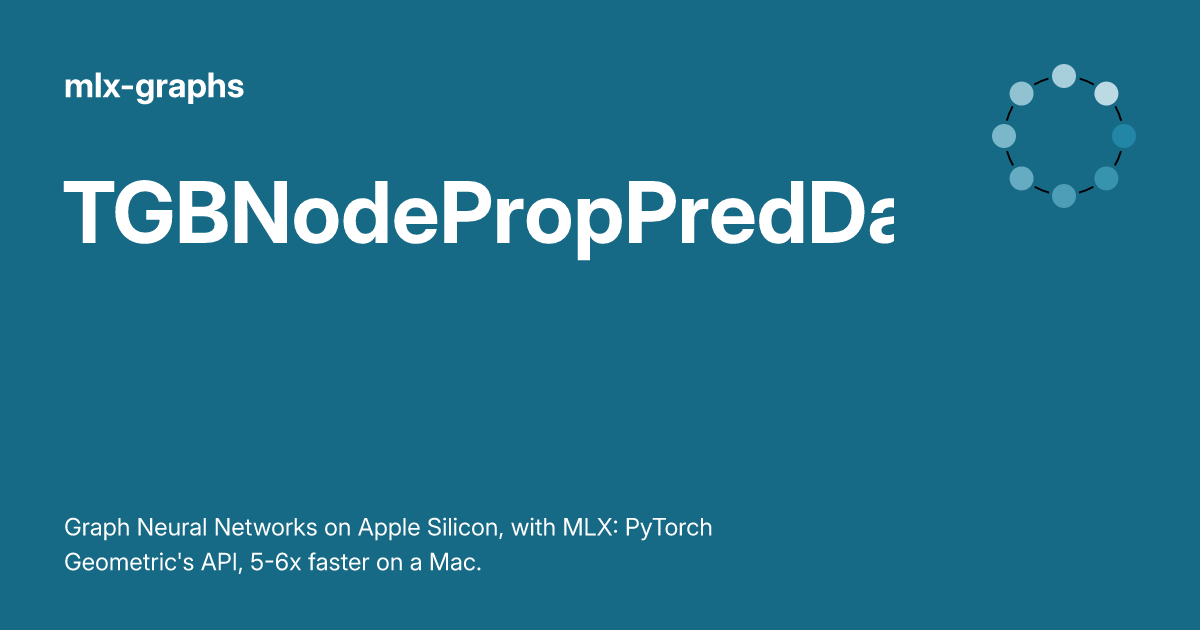 mlx-graphs
TGBNodePropPredDa
Graph Neural Networks on Apple Silicon, with MLX: PyTorch
Geometric's API, 5-6x faster on a Mac.